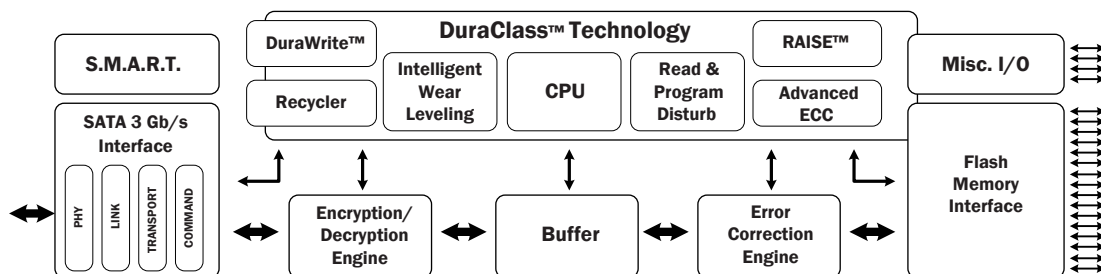 DuraClass™ Technology
DuraWrite™
Recycler
Intelligent
Wear
Leveling
CPU
Read &
Program
Disturb
RAISE™
Advanced
ECC
S.M.A.R.T.
Misc. I/O
SATA 3 Gb/s
Interface
PHY
LINK
TRANSPORT
COMMAND
Encryption/
Decryption
Engine
Buffer
Error
Correction
Engine
Flash
Memory
Interface